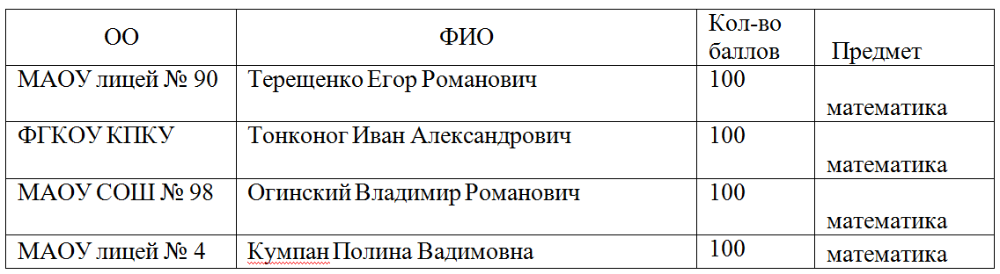 ОО ФИО Кол-во баллов Предмет
МАОУ лицей № 90 Терещенко Егор Романович 100 математика
ФГКОУ КПКУ Тонконог Иван Александрович 100 математика
МАОУ СОШ № 98 Огинский Владимир Романович 100 математика
МАОУ лицей № 4 Кумпан Полина Вадимовна 100 математика